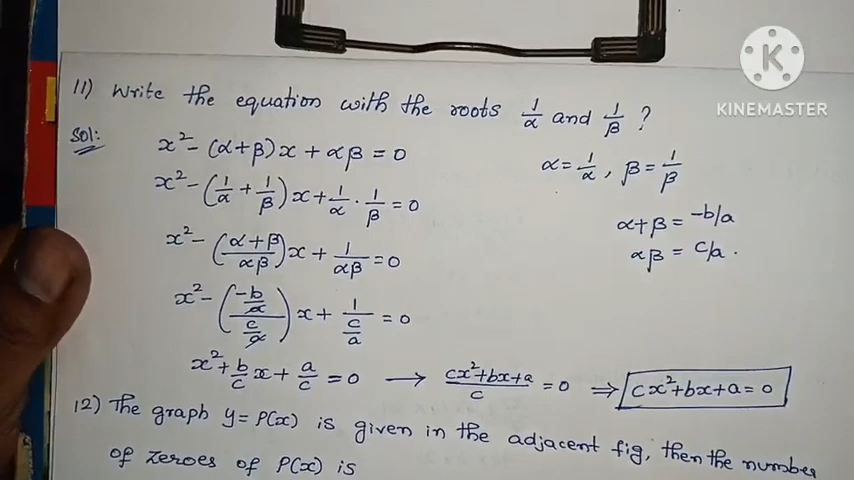 KINEMASTER
11) Write the equation with the roots 1/α and 1/β ?
Sol:
x² - (α+β)x + αβ = 0
α = 1/α , β = 1/β
x² - (1/α + 1/β)x + 1/α · 1/β = 0
α+β = -b/a
x² - (α+β/αβ)x + 1/αβ = 0
αβ = c/a .
x² - (-b/a / c/a)x + 1/(c/a) = 0
x² + b/c x + a/c = 0 → cx²+bx+a/c = 0 ⇒ cx²+bx+a = 0
12) The graph y = P(x) is given in the adjacent fig, then the number
of zeroes of P(x) is